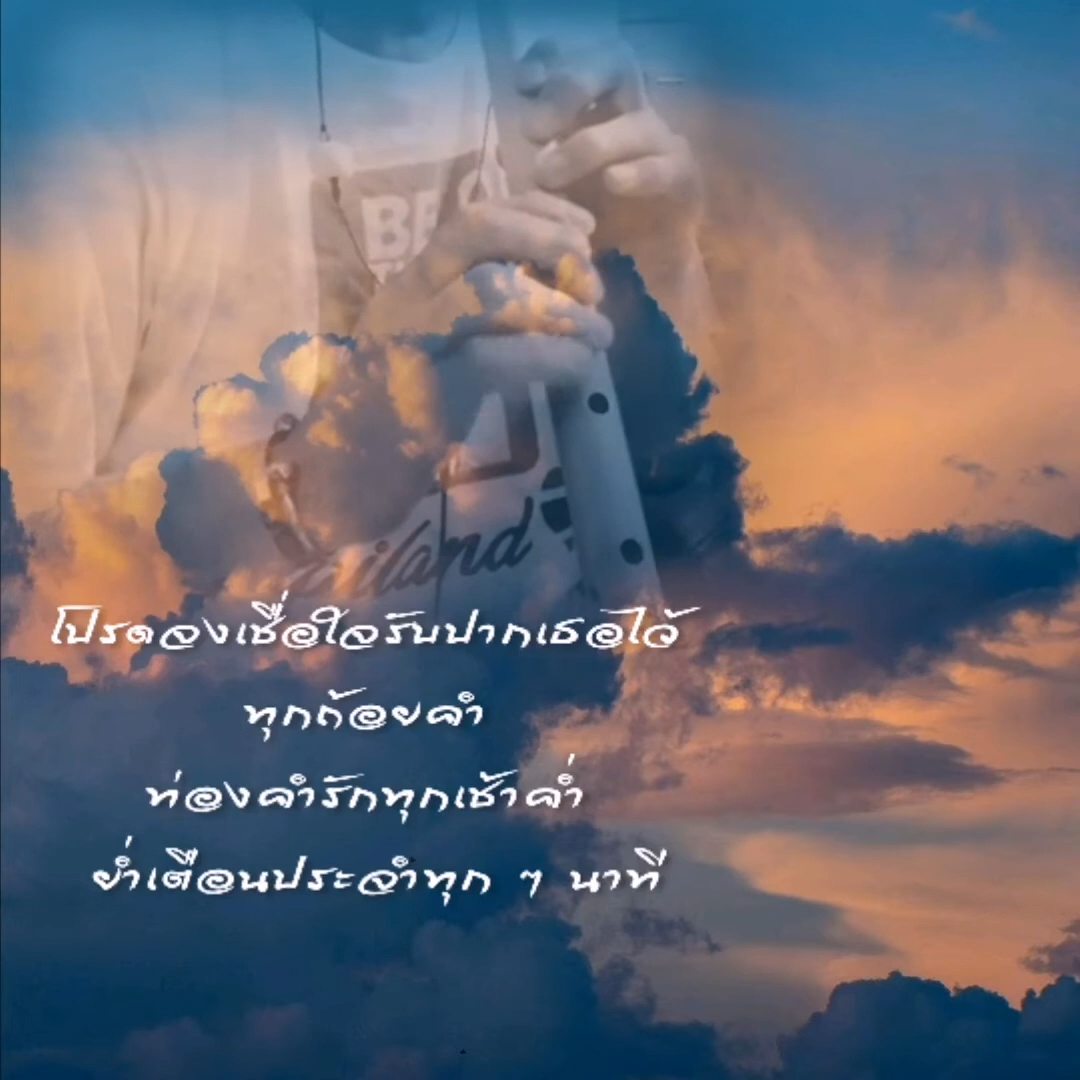 BE
ailand
โปรดจงเชื่อใจรับปากเธอไว้
ทุกถ้อยคำ
ท่องคำรักทุกเช้าค่ำ
ย่ำเตือนประจำทุก ๆ นาที